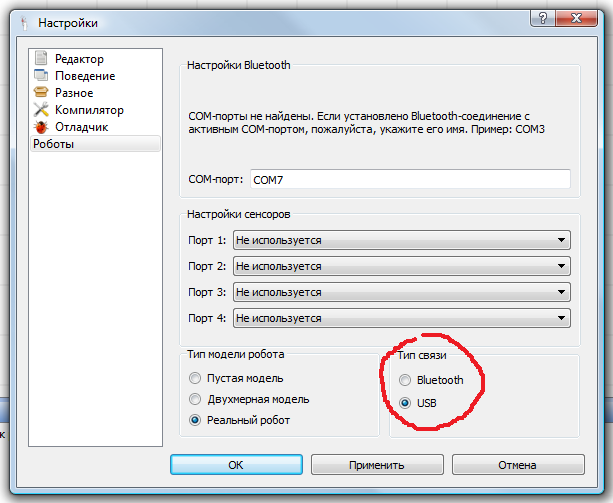 Настройки
Редактор
Поведение
Разное
Компилятор
Отладчик
Роботы
Настройки Bluetooth
COM-порты не найдены. Если установлено Bluetooth-соединение с
активным COM-портом, пожалуйста, укажите его имя. Пример: COM3
COM-порт: COM7
Настройки сенсоров
Порт 1: Не используется
Порт 2: Не используется
Порт 3: Не используется
Порт 4: Не используется
Тип модели робота
Пустая модель
Двухмерная модель
Реальный робот
Тип связи
Bluetooth
USB
к
OK
Применить
Отмена